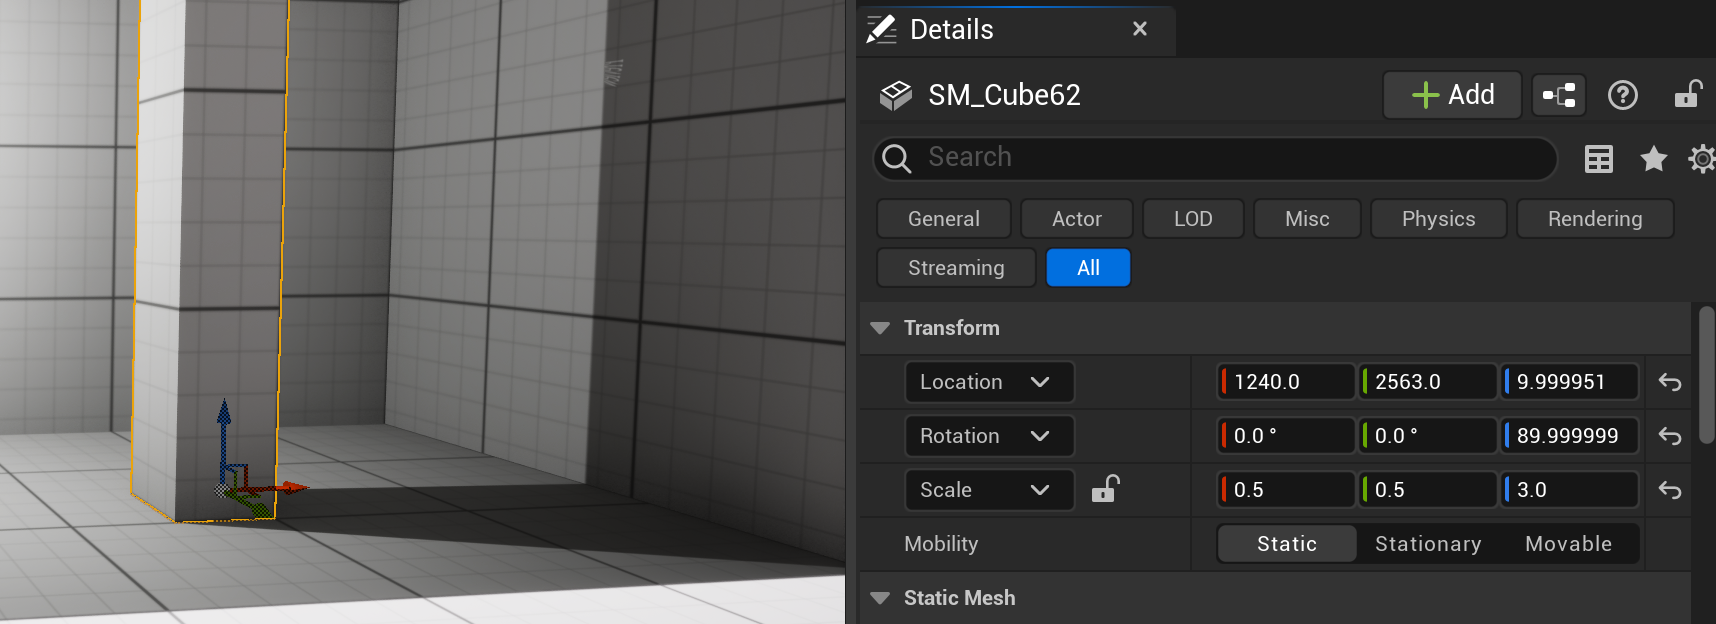 Details
SM_Cube62
Add
Search
General Actor LOD Misc Physics Rendering
Streaming All
Transform
Location 1240.0 2563.0 9.999951
Rotation 0.0 ° 0.0 ° 89.999999
Scale 0.5 0.5 3.0
Mobility Static Stationary Movable
Static Mesh